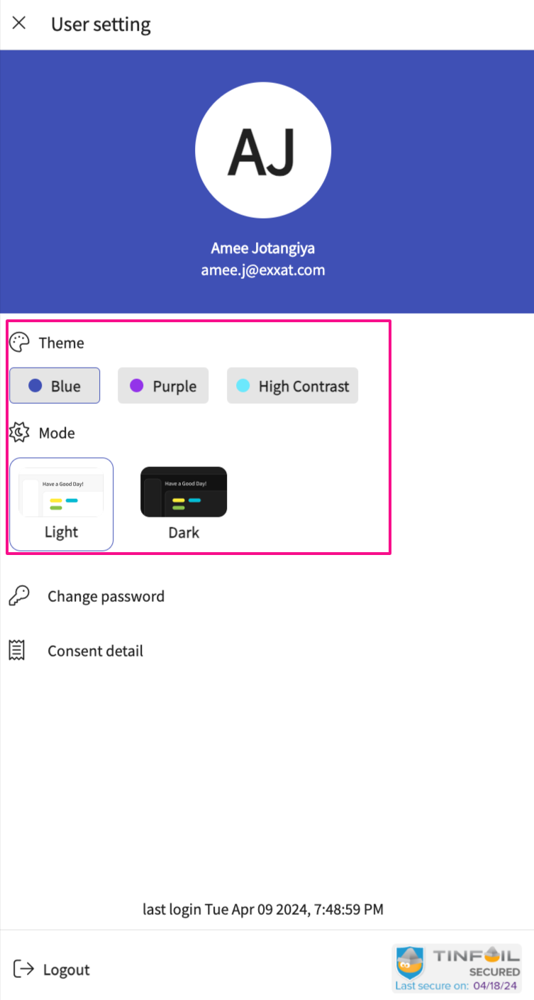 User setting
AJ
Amee Jotangiya
amee.j@exxat.com
Theme
Blue Purple High Contrast
Mode
Have a Good Day! Have a Good Day!
Light Dark
Change password
Consent detail
last login Tue Apr 09 2024, 7:48:59 PM
Logout
TINFOIL
SECURED
Last secure on: 04/18/24